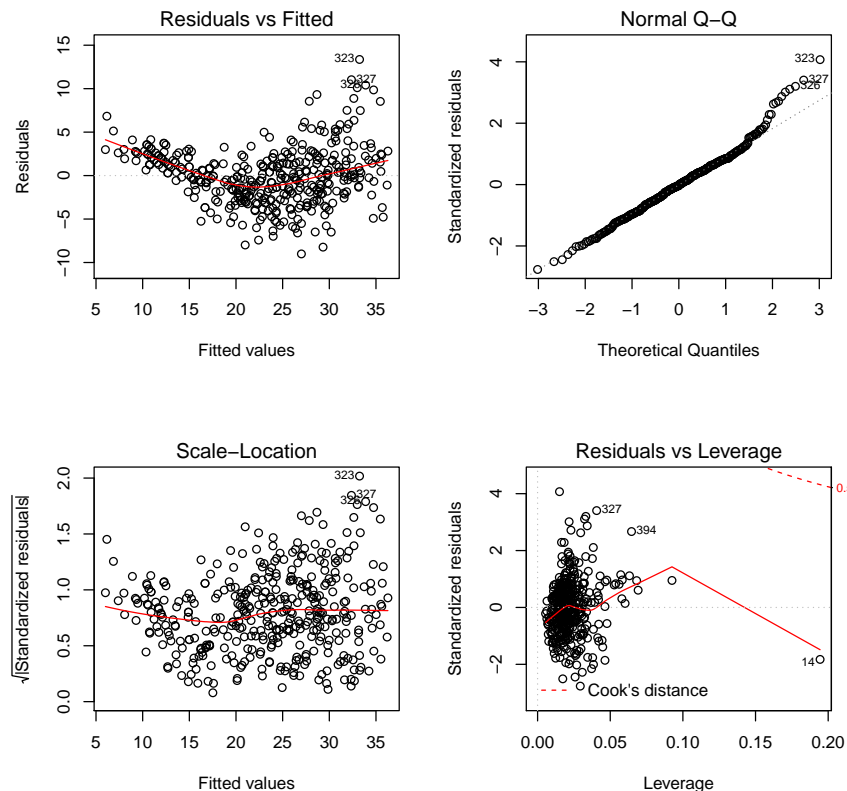 Residuals vs Fitted
Residuals
15
10
5
0
−5
−10
323
327
326
5 10 15 20 25 30 35
Fitted values
Normal Q−Q
Standardized residuals
4
2
0
−2
323
327
326
−3 −2 −1 0 1 2 3
Theoretical Quantiles
Scale−Location
√|Standardized residuals|
2.0
1.5
1.0
0.5
0.0
323
327
326
5 10 15 20 25 30 35
Fitted values
Residuals vs Leverage
Standardized residuals
4
2
0
−2
0.
327
394
14
Cook's distance
0.00 0.05 0.10 0.15 0.20
Leverage